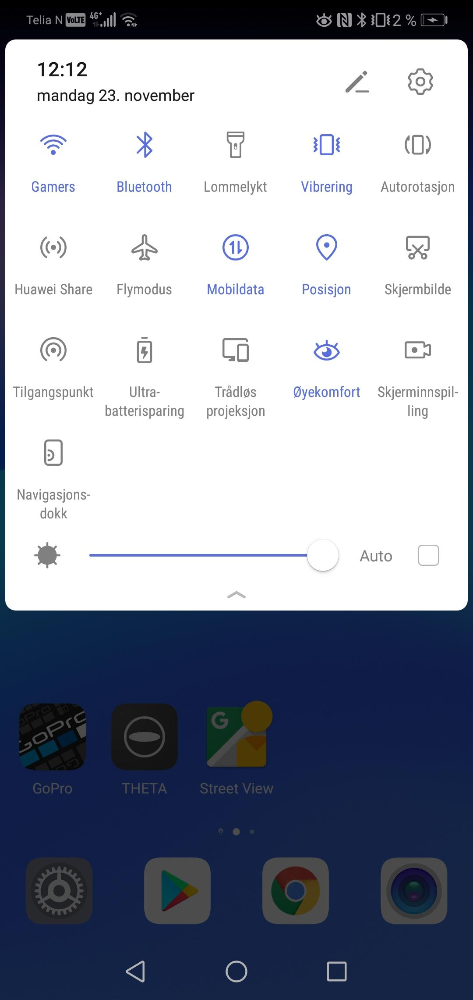 Telia N VoLTE 4G+ 2 %
12:12
mandag 23. november
Gamers Bluetooth Lommelykt Vibrering Autorotasjon
Huawei Share Flymodus Mobildata Posisjon Skjermbilde
Tilgangspunkt Ultra- Trådløs Øyekomfort Skjerminnspil-
batterisparing projeksjon ling
Navigasjons-
dokk
Auto
GoPro
G
GoPro THETA Street View